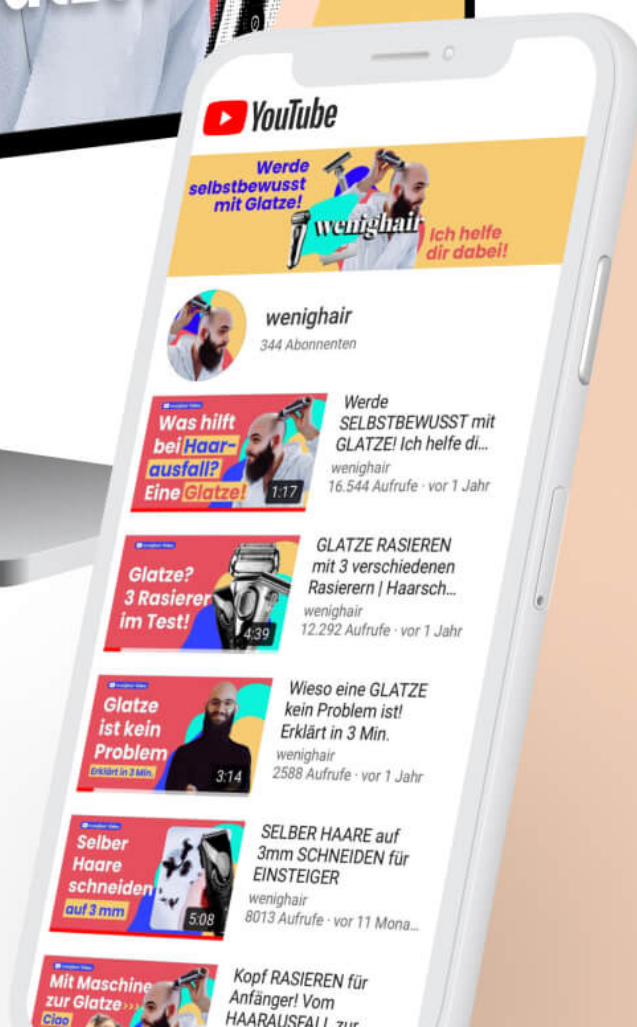 YouTube
Werde
selbstbewusst
mit Glatze!
wenighair
Ich helfe
dir dabei!
wenighair
344 Abonnenten
Was hilft
bei Haar-
ausfall?
Eine Glatze!
1:17
Werde
SELBSTBEWUSST mit
GLATZE! Ich helfe di...
wenighair
16.544 Aufrufe · vor 1 Jahr
Glatze?
3 Rasierer
im Test!
4:39
GLATZE RASIEREN
mit 3 verschiedenen
Rasierern | Haarsch...
wenighair
12.292 Aufrufe · vor 1 Jahr
Glatze
ist kein
Problem
Erklärt in 3 Min.
3:14
Wieso eine GLATZE
kein Problem ist!
Erklärt in 3 Min.
wenighair
2588 Aufrufe · vor 1 Jahr
Selber
Haare
schneiden
auf 3 mm
5:08
SELBER HAARE auf
3mm SCHNEIDEN für
EINSTEIGER
wenighair
8013 Aufrufe · vor 11 Mona...
Mit Maschine
zur Glatze>>>>
Ciao
Kopf RASIEREN für
Anfänger! Vom
HAARAUSFALL zur